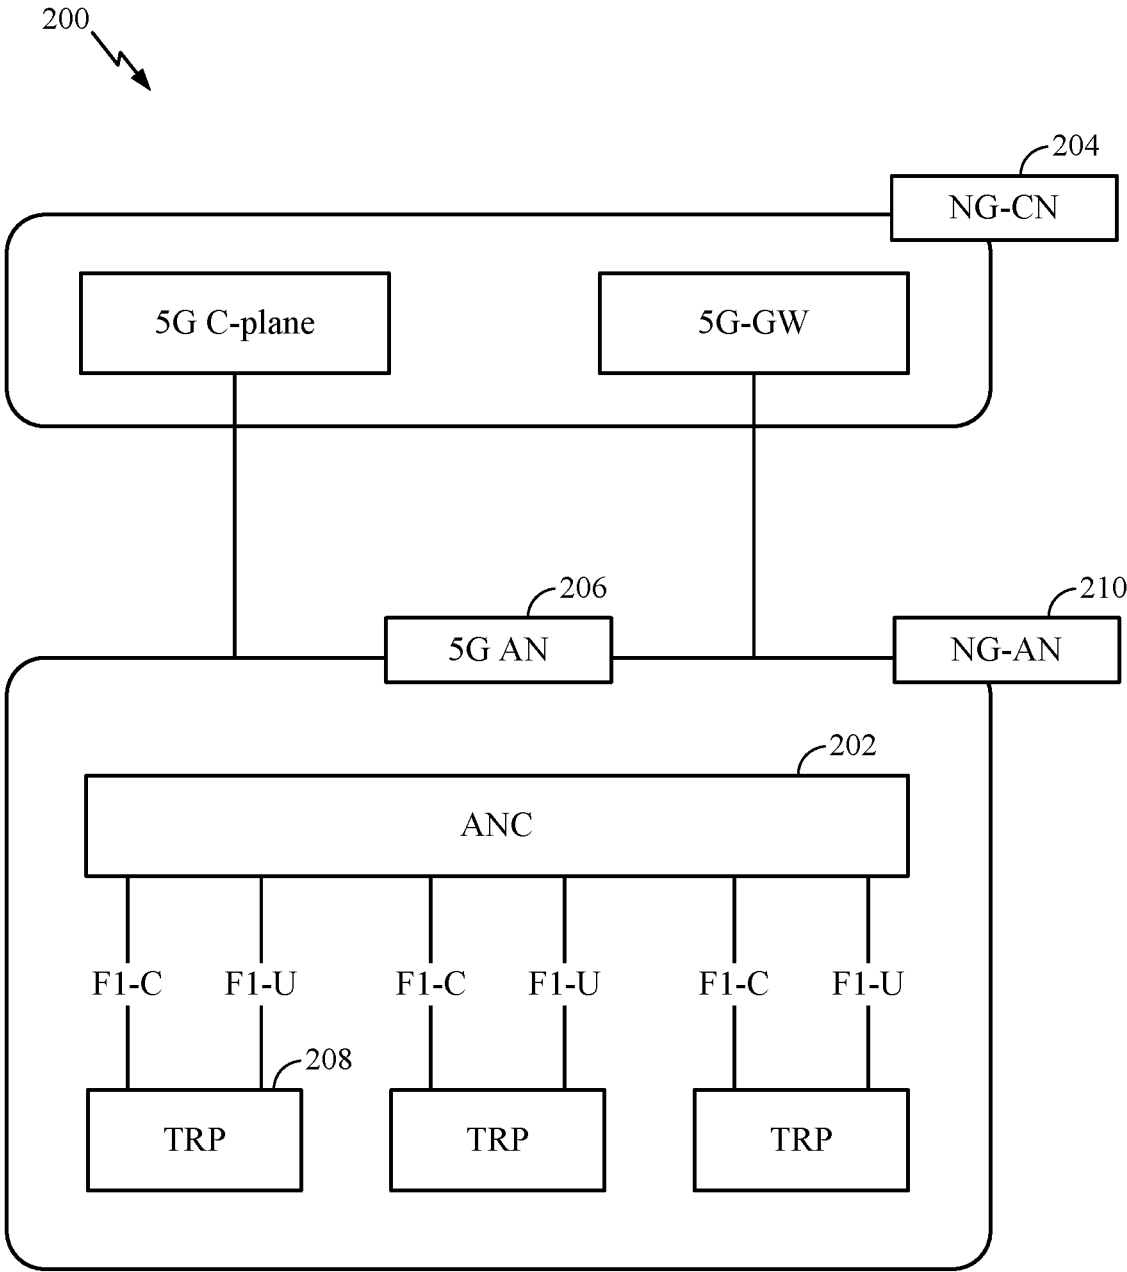 200
204
NG-CN
5G C-plane
5G-GW
206
210
5G AN
NG-AN
202
ANC
F1-C F1-U F1-C F1-U F1-C F1-U
208
TRP TRP TRP